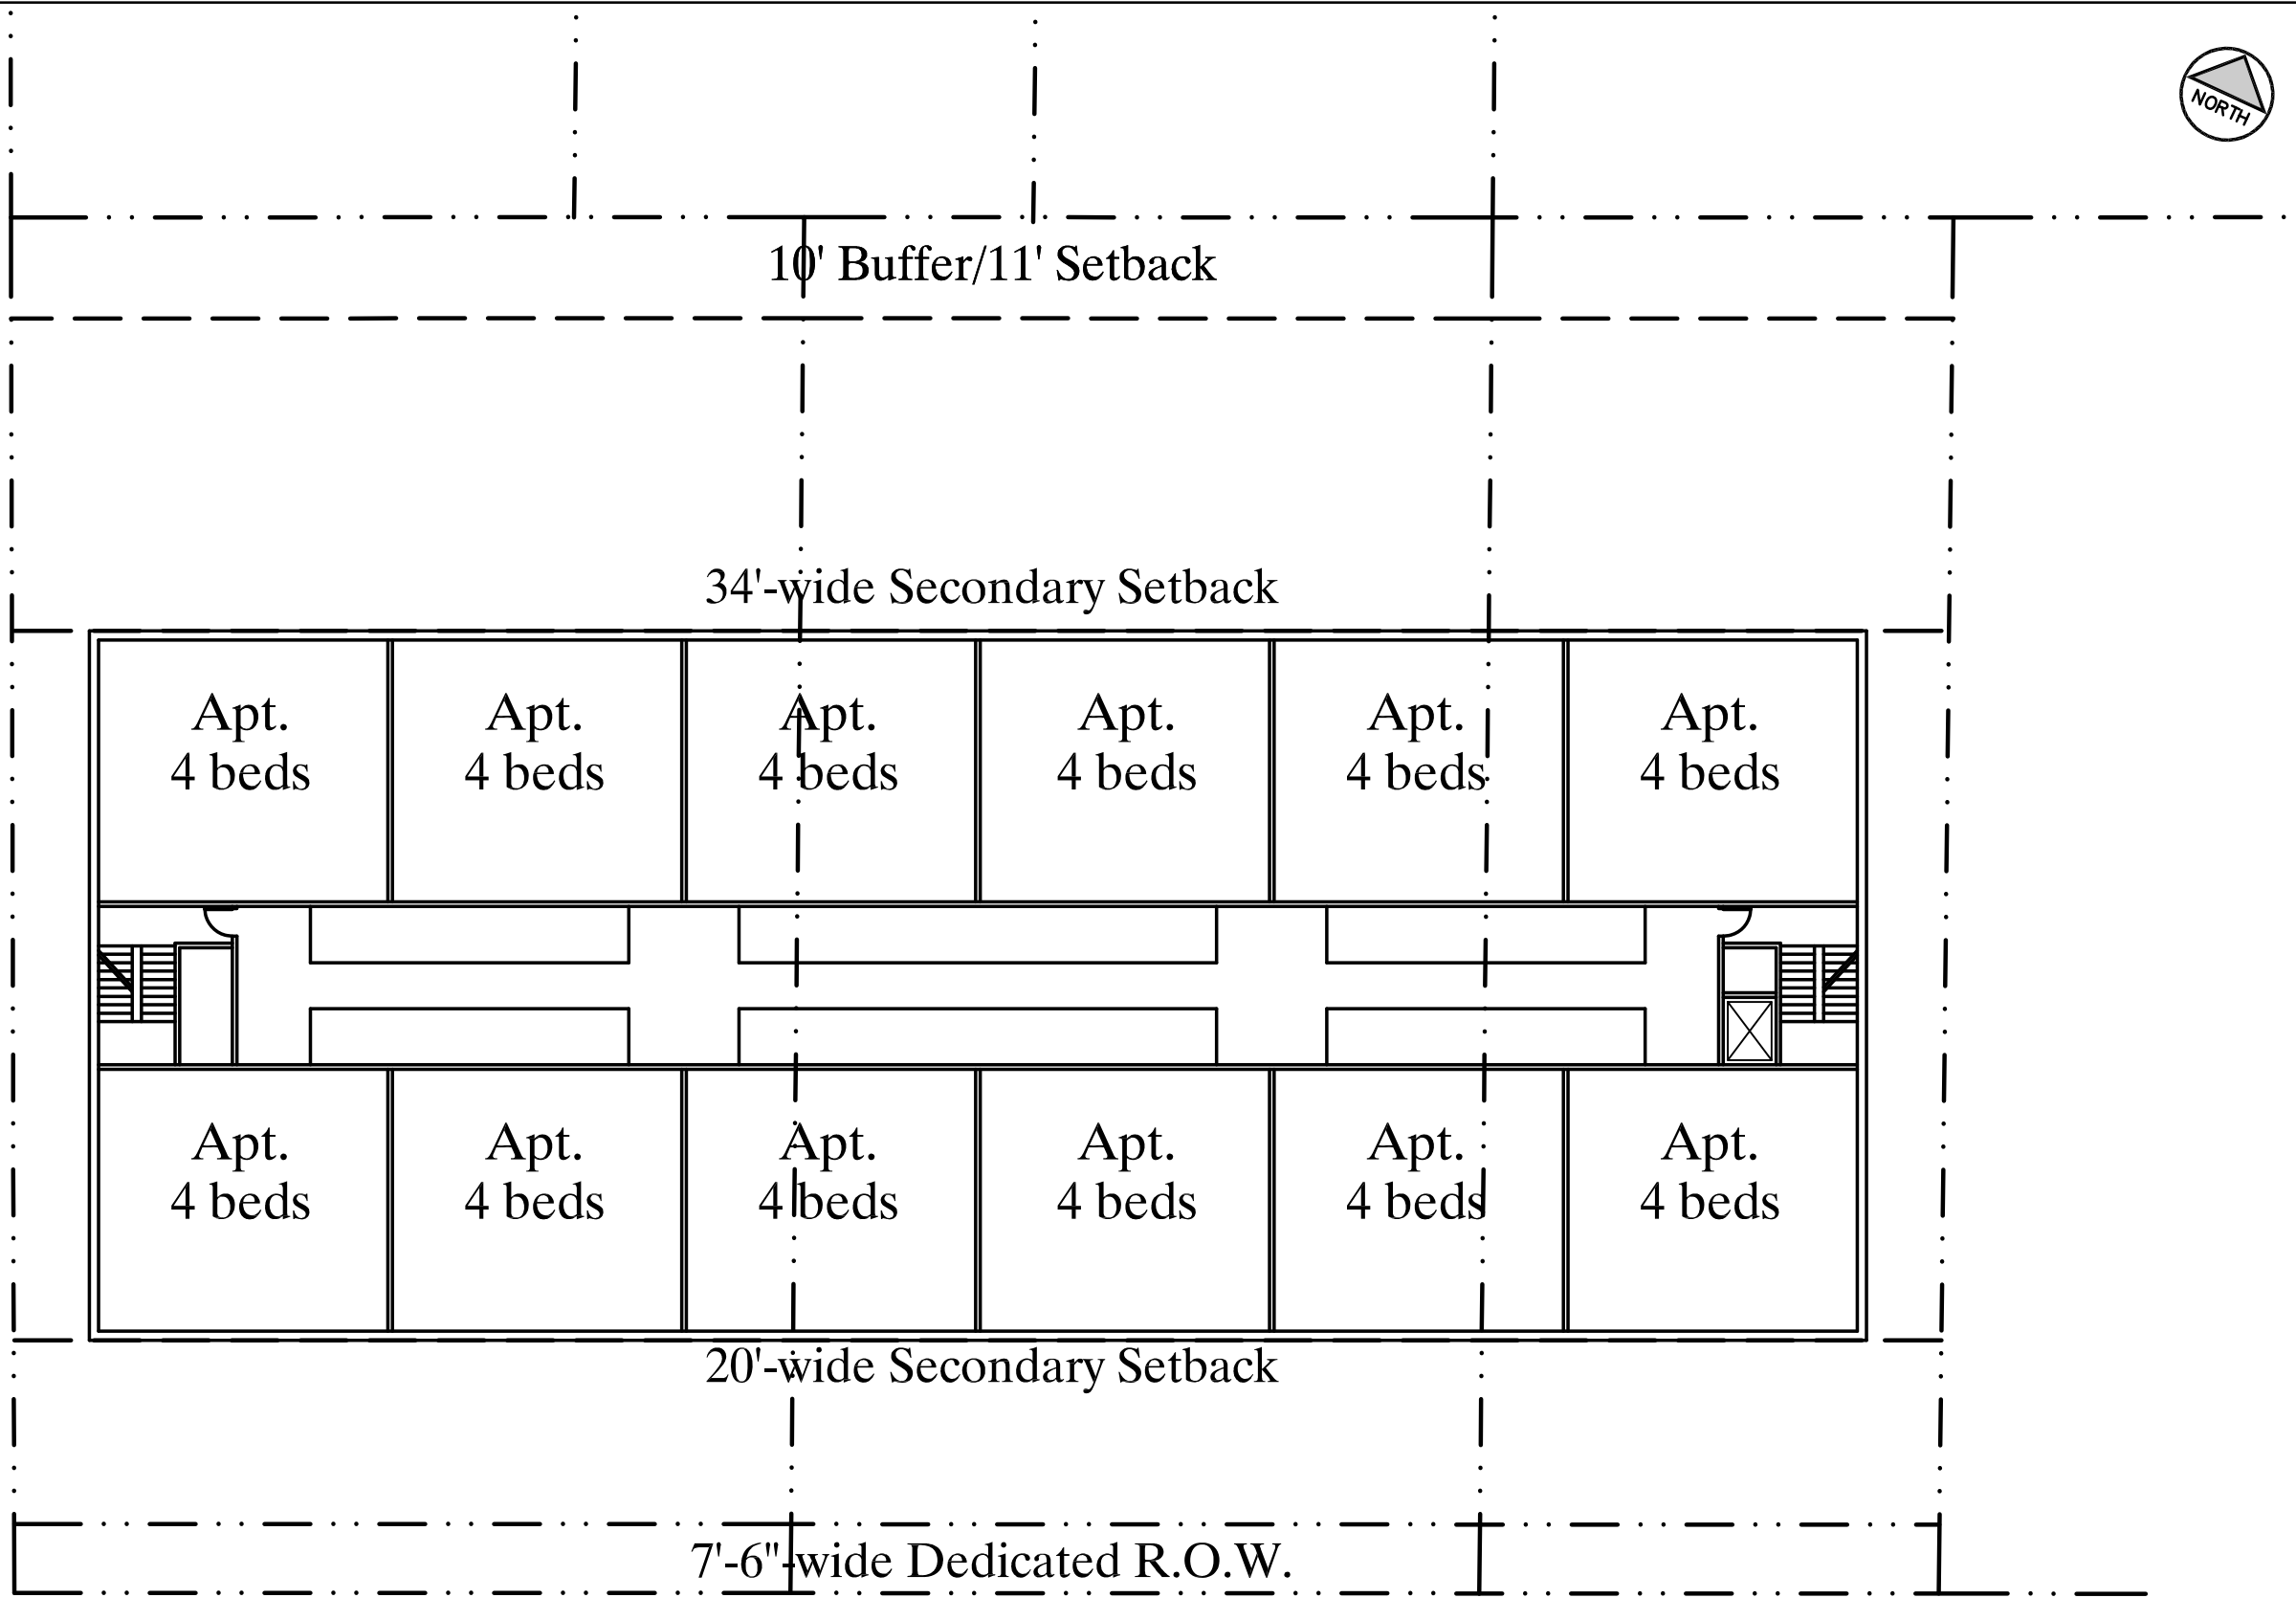 NORTH
10' Buffer/11' Setback
34'-wide Secondary Setback
Apt.
4 beds
Apt.
4 beds
Apt.
4 beds
Apt.
4 beds
Apt.
4 beds
Apt.
4 beds
Apt.
4 beds
Apt.
4 beds
Apt.
4 beds
Apt.
4 beds
Apt.
4 beds
Apt.
4 beds
20'-wide Secondary Setback
7'-6"-wide Dedicated R.O.W.